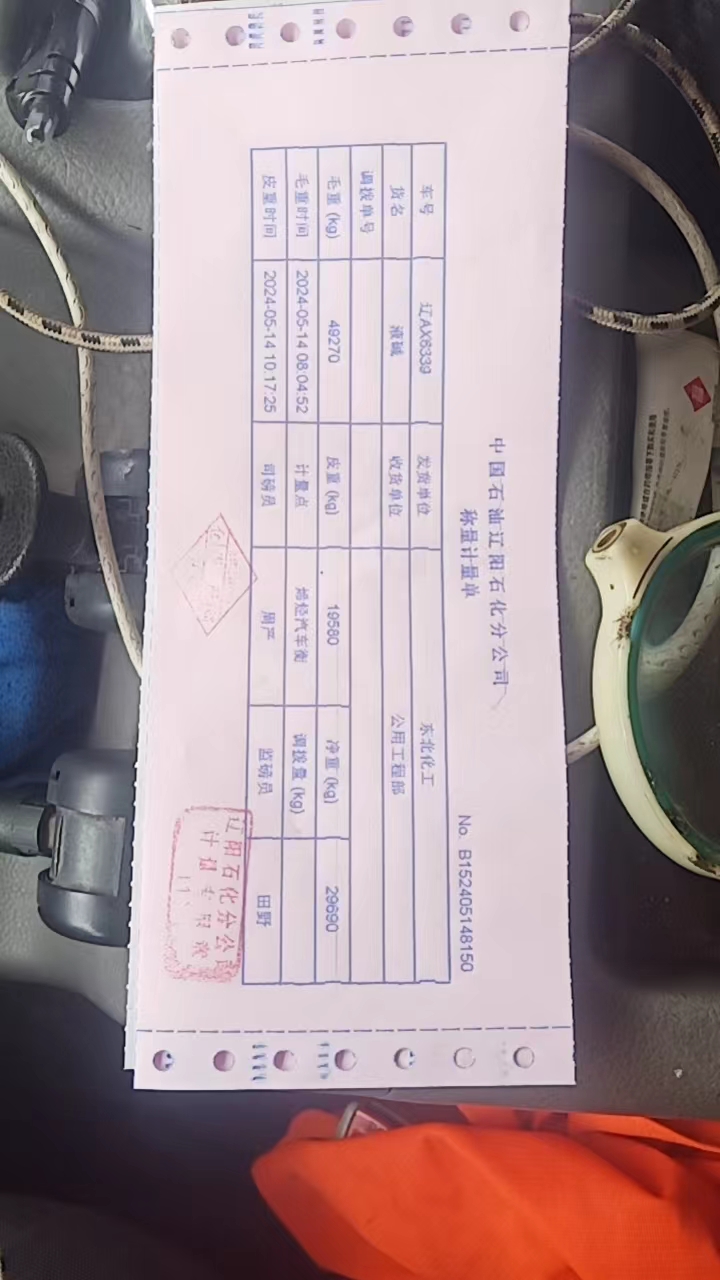 中国石油辽阳石化分公司
称量计量单
No. B152405148150
车号 辽AX6339 发货单位 东北化工
货名 液碱 收货单位 公用工程部
调拨单号
毛重 (kg) 49270 皮重 (kg) 19580 净重 (kg) 29690
毛重时间 2024-05-14 08:04:52 计量点 烯烃汽车衡 调拨量 (kg)
皮重时间 2024-05-14 10:17:25 司磅员 周严 监磅员 田野
辽阳石化分公司